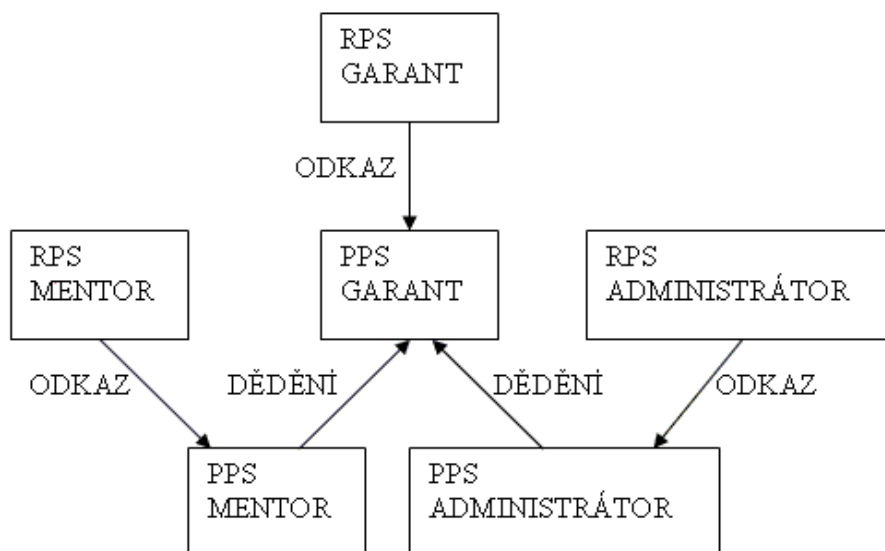 RPS
GARANT
ODKAZ
RPS
MENTOR
PPS
GARANT
RPS
ADMINISTRÁTOR
ODKAZ
DĚDĚNÍ
DĚDĚNÍ
ODKAZ
PPS
MENTOR
PPS
ADMINISTRÁTOR